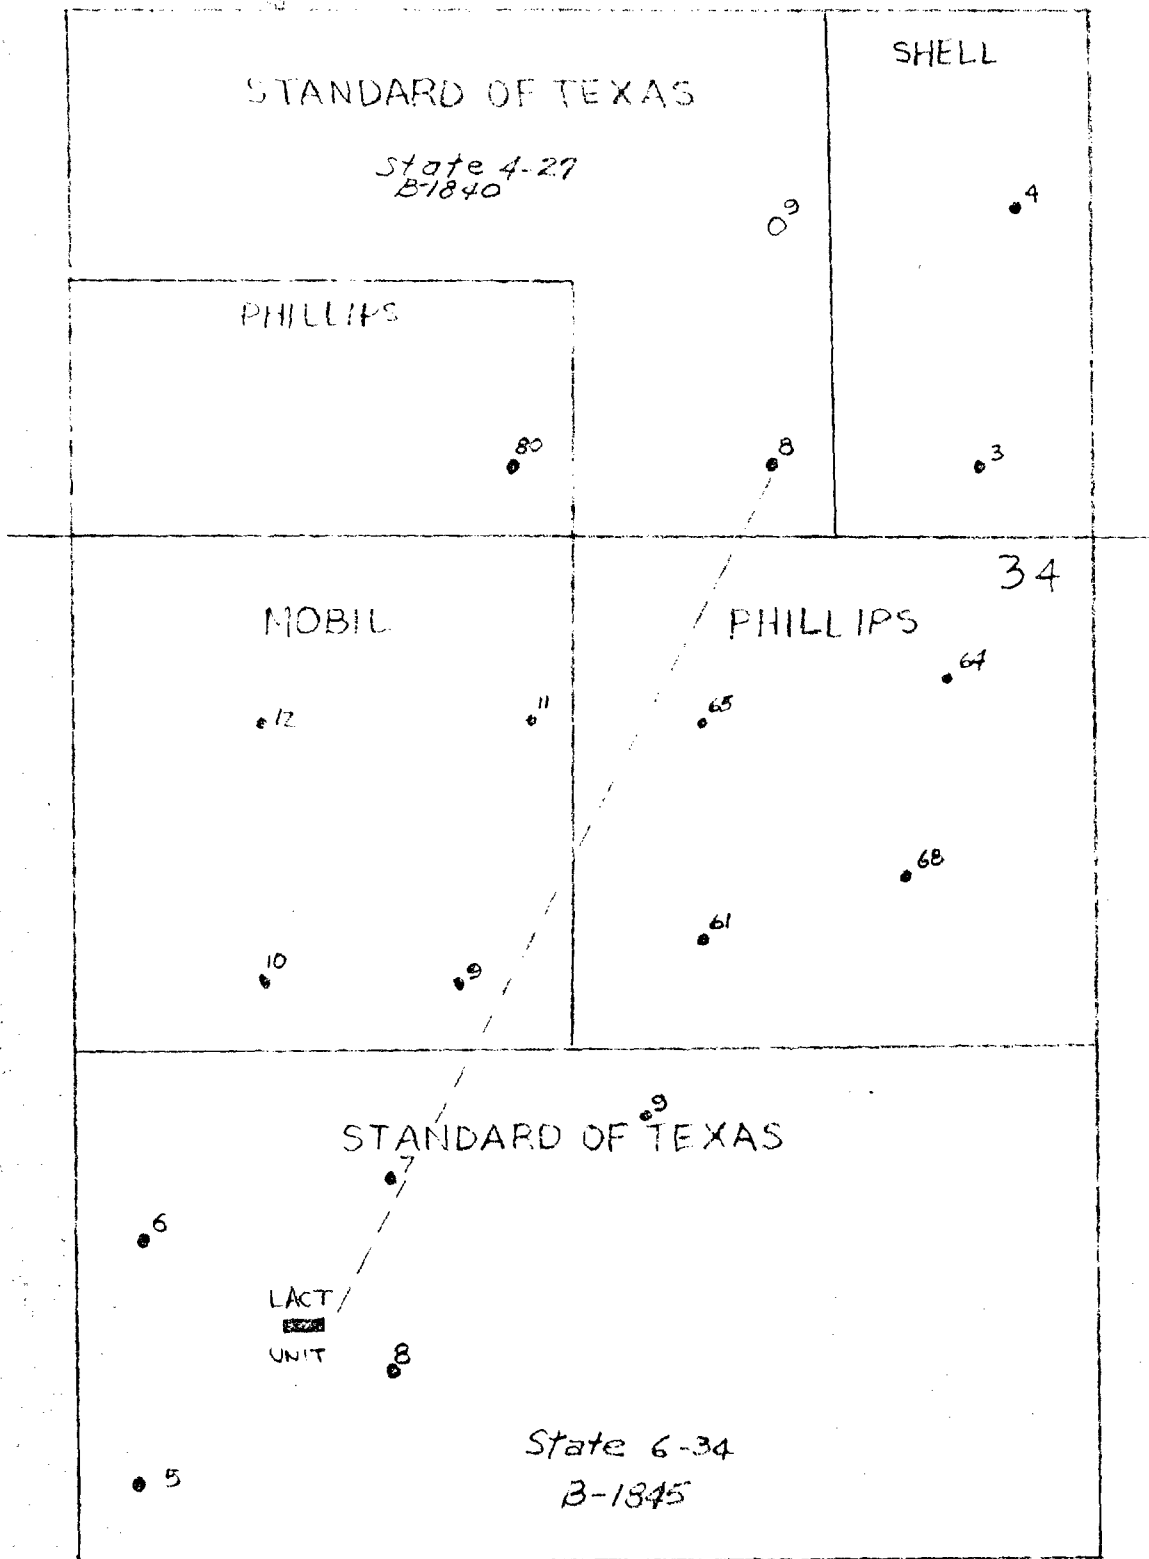 SHELL
STANDARD OF TEXAS
State 4-27
B-1840
9
4
PHILLIPS
80
8
3
34
MOBIL
PHILLIPS
64
12
11
65
68
61
10
9
9
STANDARD OF TEXAS
7
6
LACT
UNIT
8
State 6-34
B-1845
5